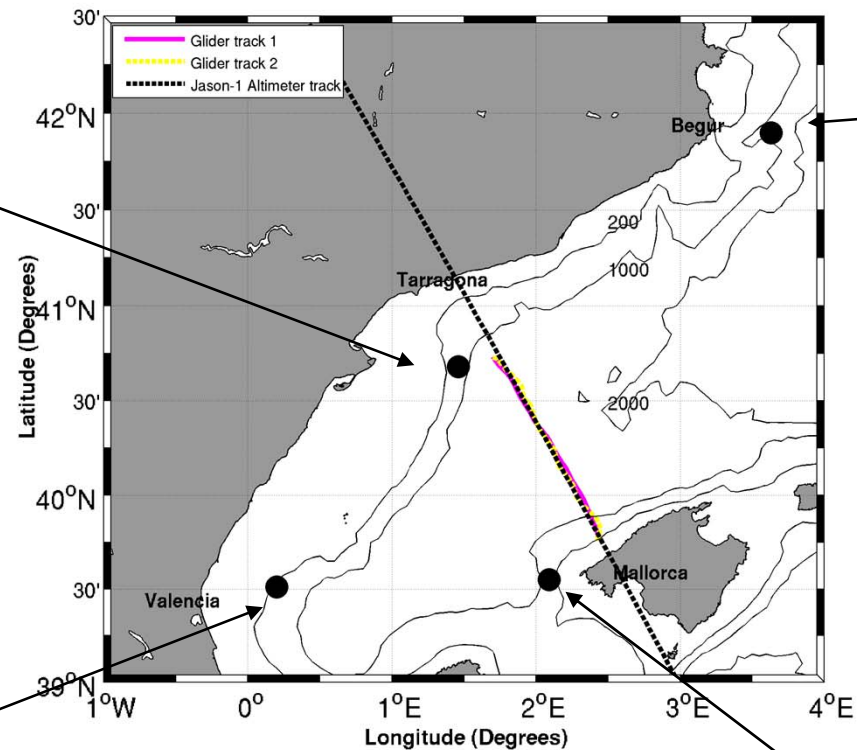 Glider track 1
Glider track 2
Jason-1 Altimeter track
30'
42°N
30'
41°N
30'
40°N
30'
39°N
Latitude (Degrees)
Begur
200
1000
Tarragona
2000
Mallorca
Valencia
1°W
0°
1°E
2°E
3°E
4°E
Longitude (Degrees)